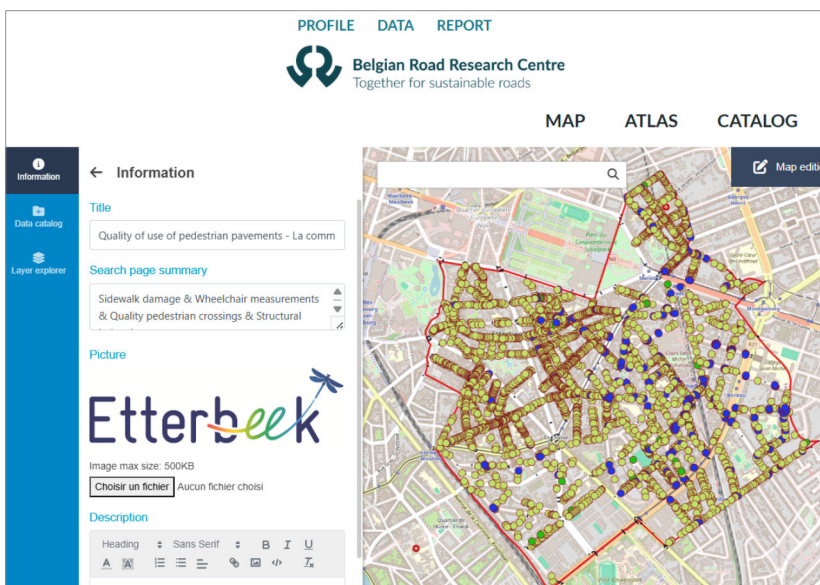 PROFILE DATA REPORT
Belgian Road Research Centre
Together for sustainable roads
MAP ATLAS CATALOG
Information
Data catalog
Layer explorer
← Information
Title
Quality of use of pedestrian pavements - La comm
Search page summary
Sidewalk damage & Wheelchair measurements
& Quality pedestrian crossings & Structural
Picture
Etterbeek
Image max size: 500KB
Choisir un fichier Aucun fichier choisi
Description
Heading Sans Serif B I U
Map editi